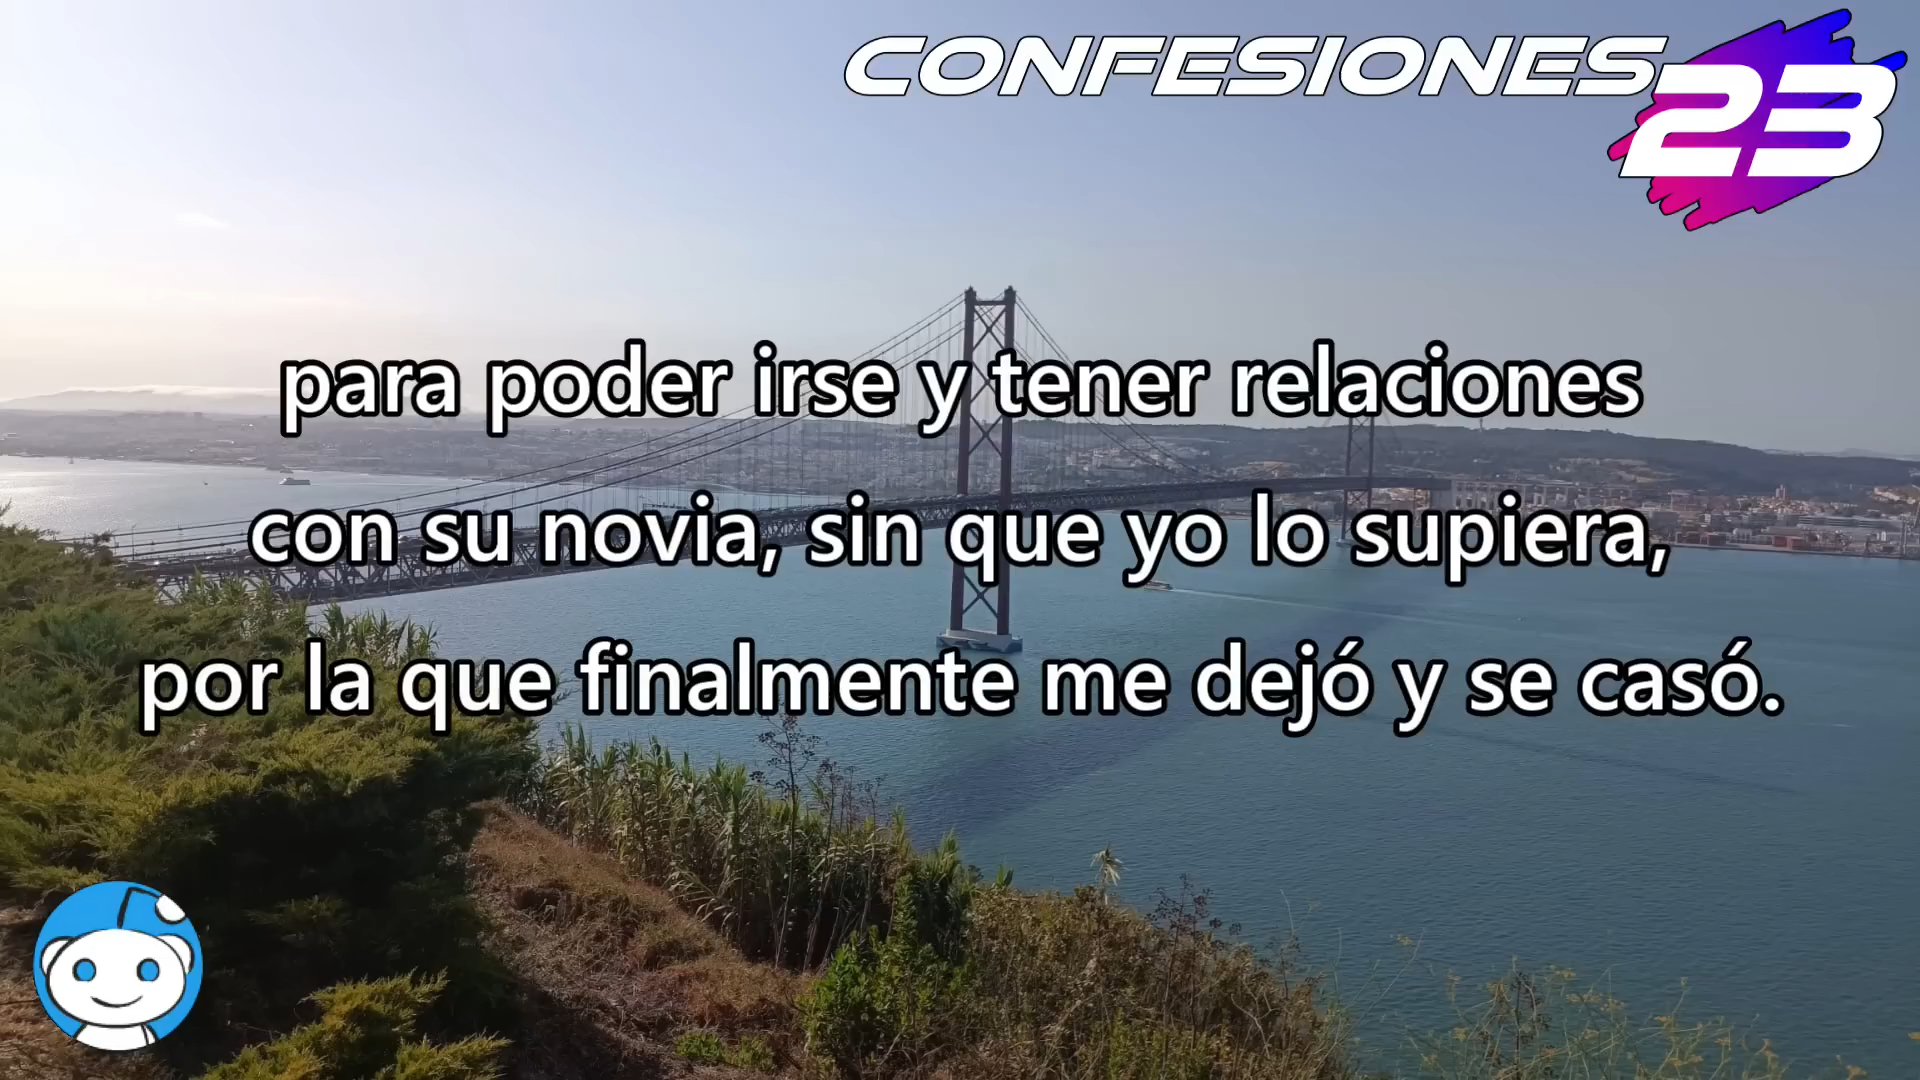 CONFESIONES
23
para poder irse y tener relaciones
con su novia, sin que yo lo supiera,
por la que finalmente me dejó y se casó.